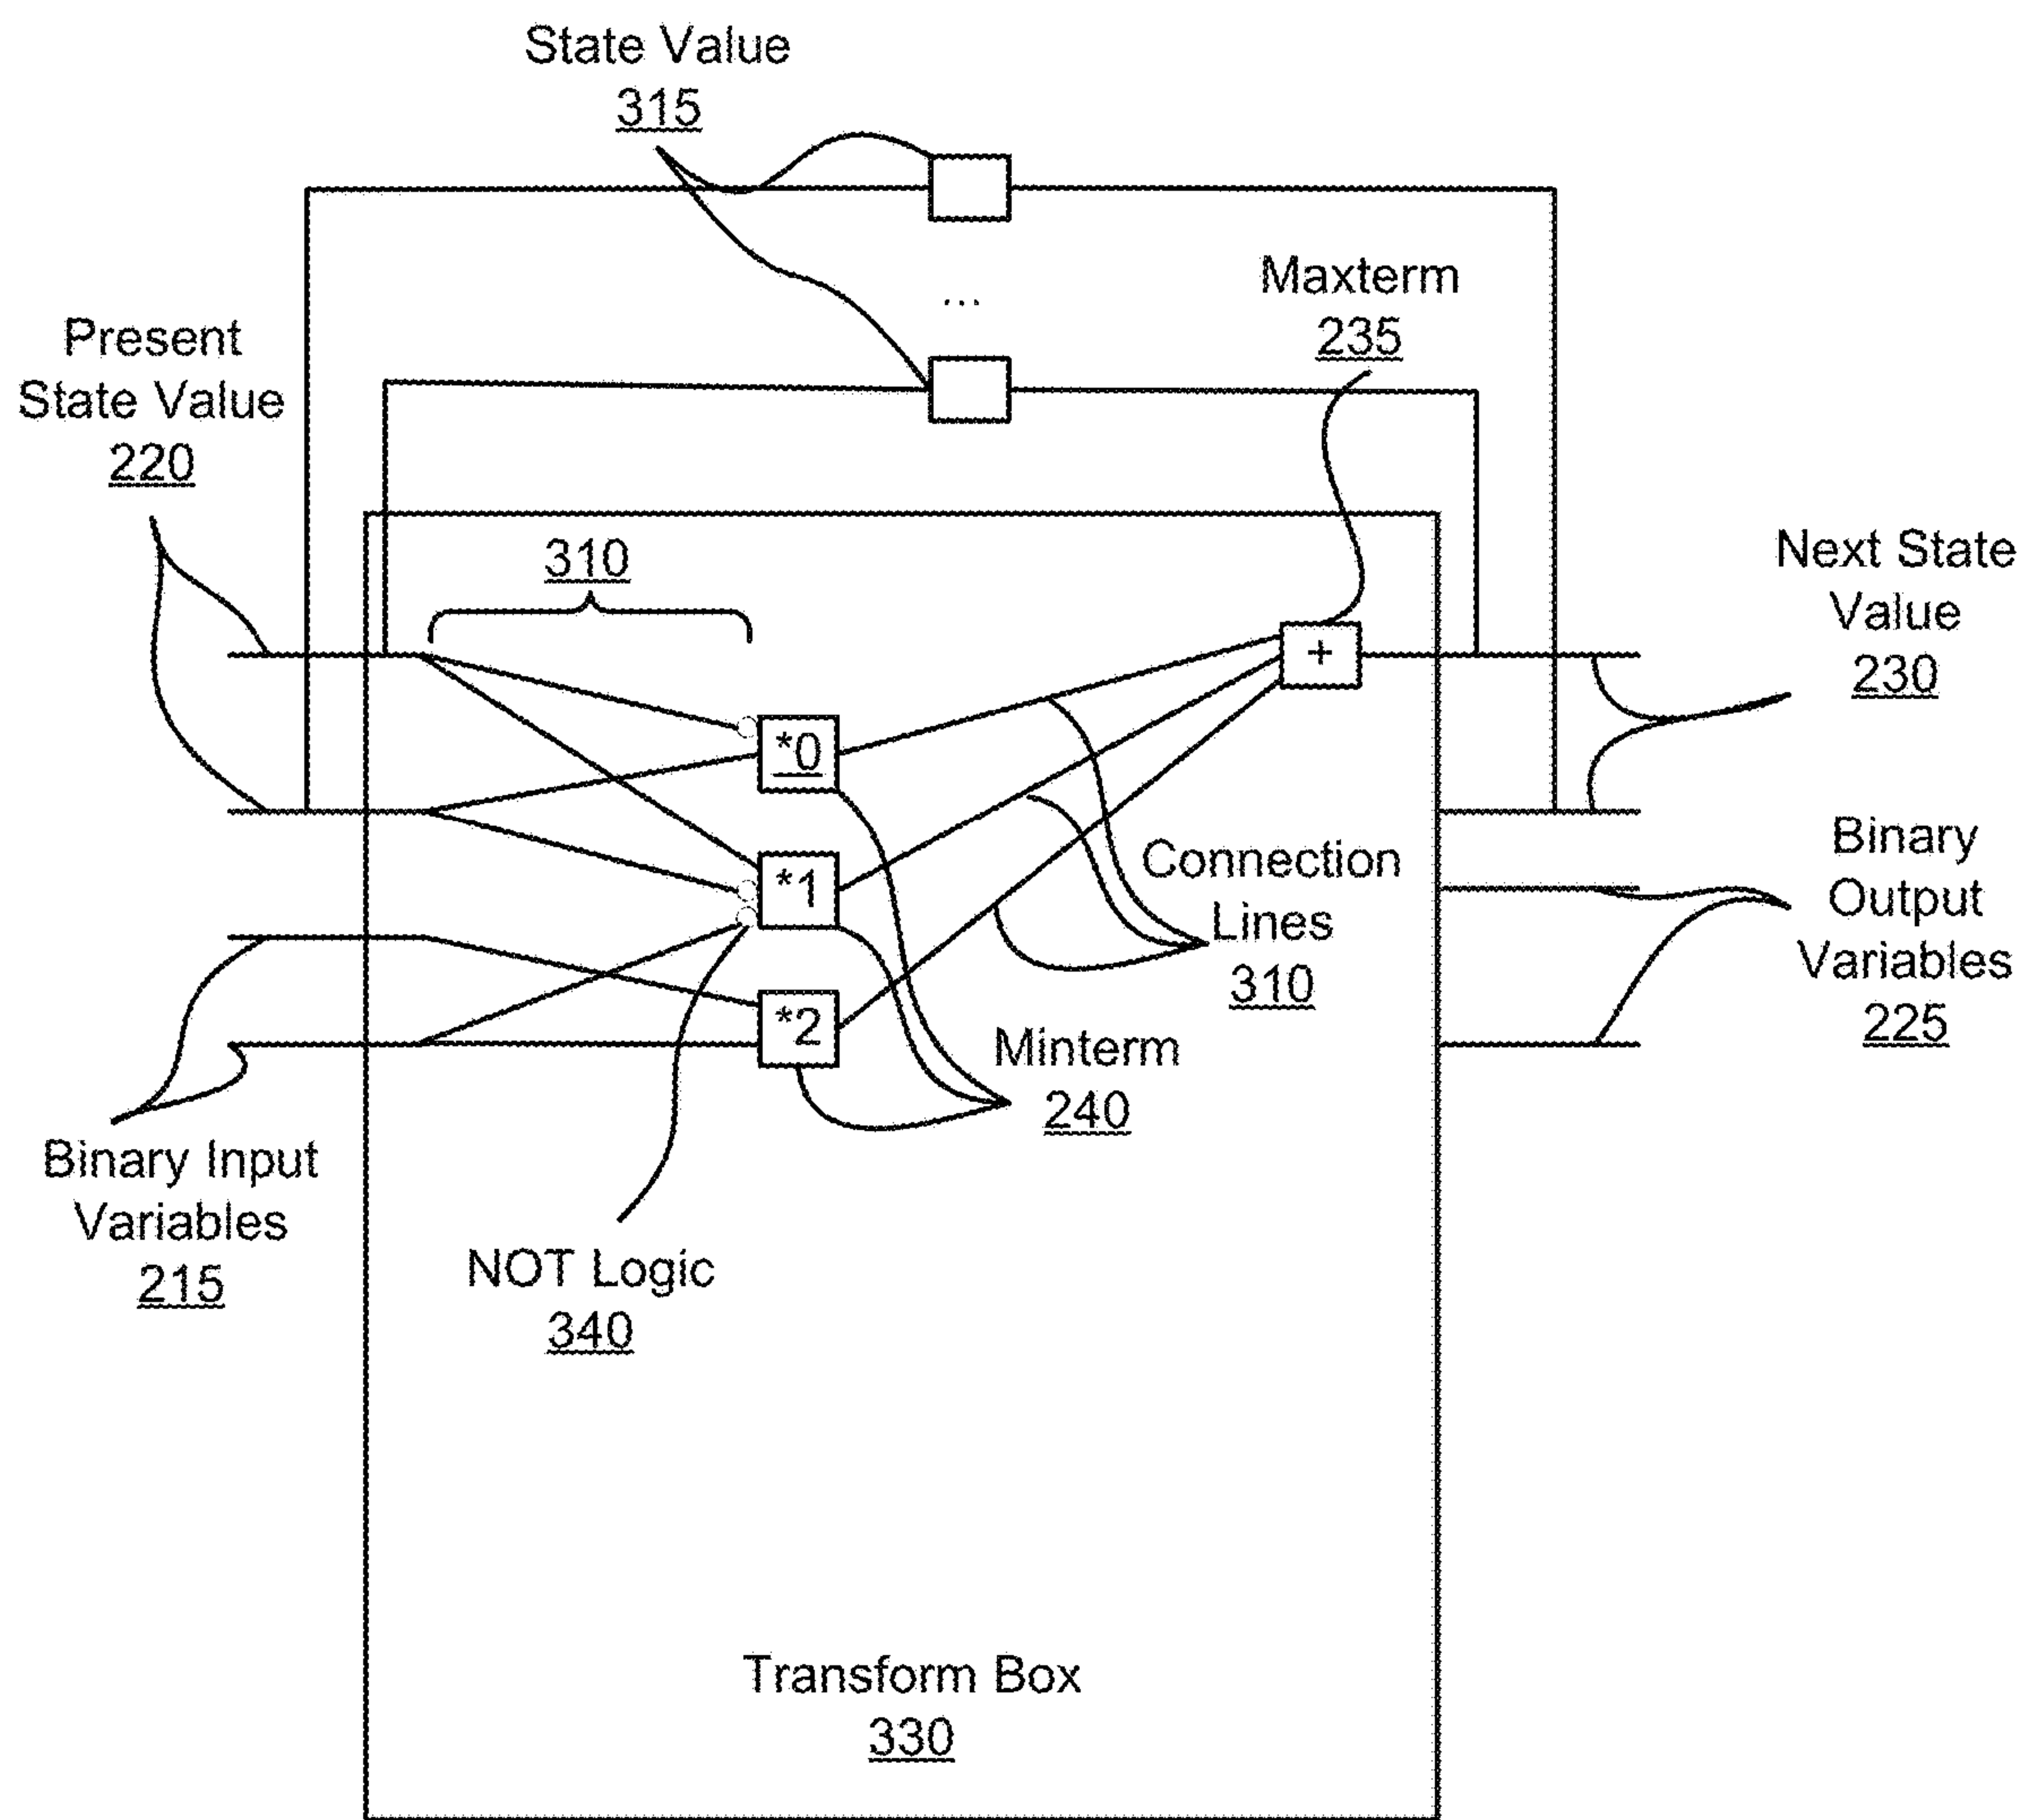 State Value
315
...
Maxterm
235
Present
State Value
220
310
Next State
Value
230
+
*0
*1
*2
Connection
Lines
310
Binary
Output
Variables
225
Minterm
240
Binary Input
Variables
215
NOT Logic
340
Transform Box
330